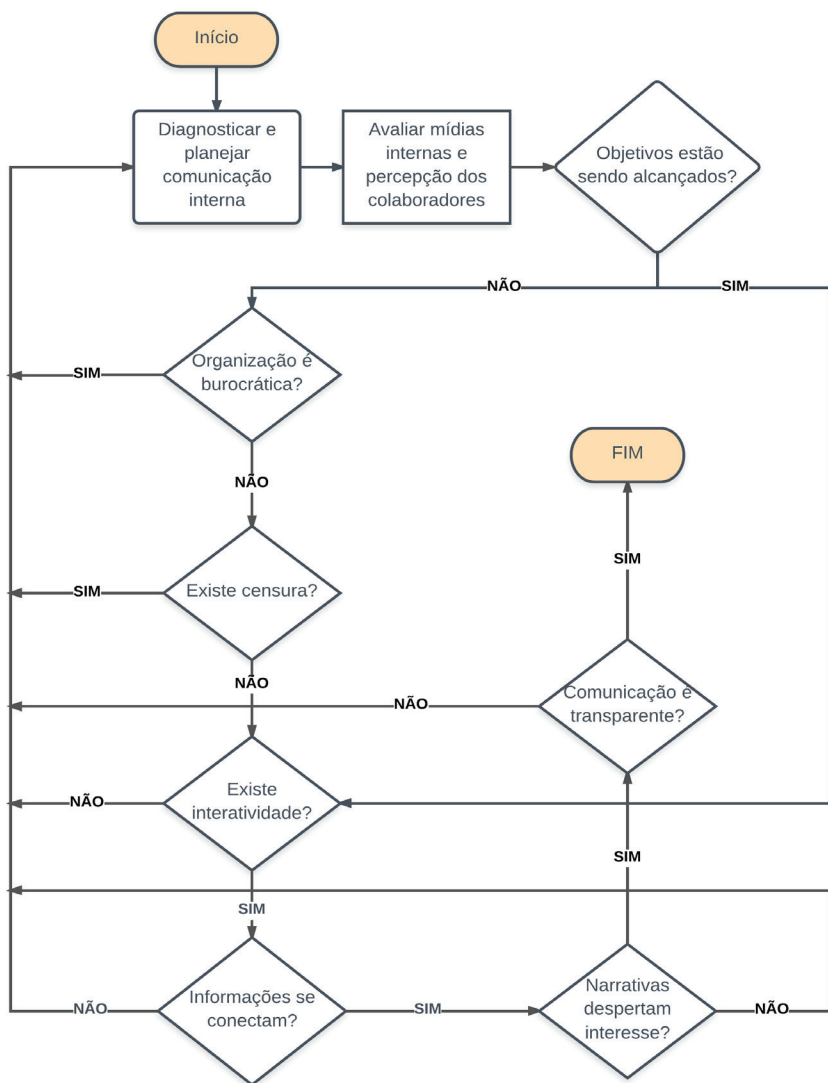 Início
Diagnosticar e
planejar
comunicação
interna
Avaliar mídias
internas e
percepção dos
colaboradores
Objetivos estão
sendo alcançados?
NÃO
SIM
Organização é
burocrática?
SIM
NÃO
FIM
SIM
Existe censura?
SIM
NÃO
Comunicação é
transparente?
NÃO
Existe
interatividade?
NÃO
SIM
SIM
Informações se
conectam?
NÃO
SIM
Narrativas
despertam
interesse?
NÃO